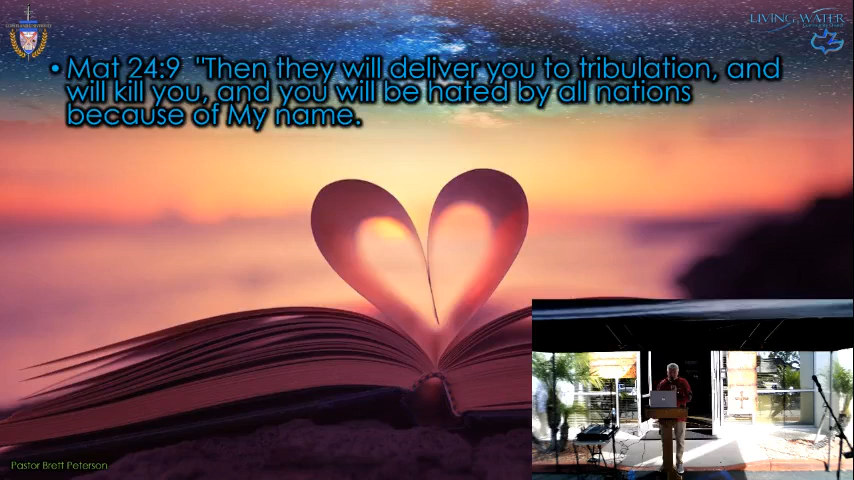 LIVING WATER
• Mat 24:9 "Then they will deliver you to tribulation, and
will kill you, and you will be hated by all nations
because of My name.
Pastor Brett Peterson